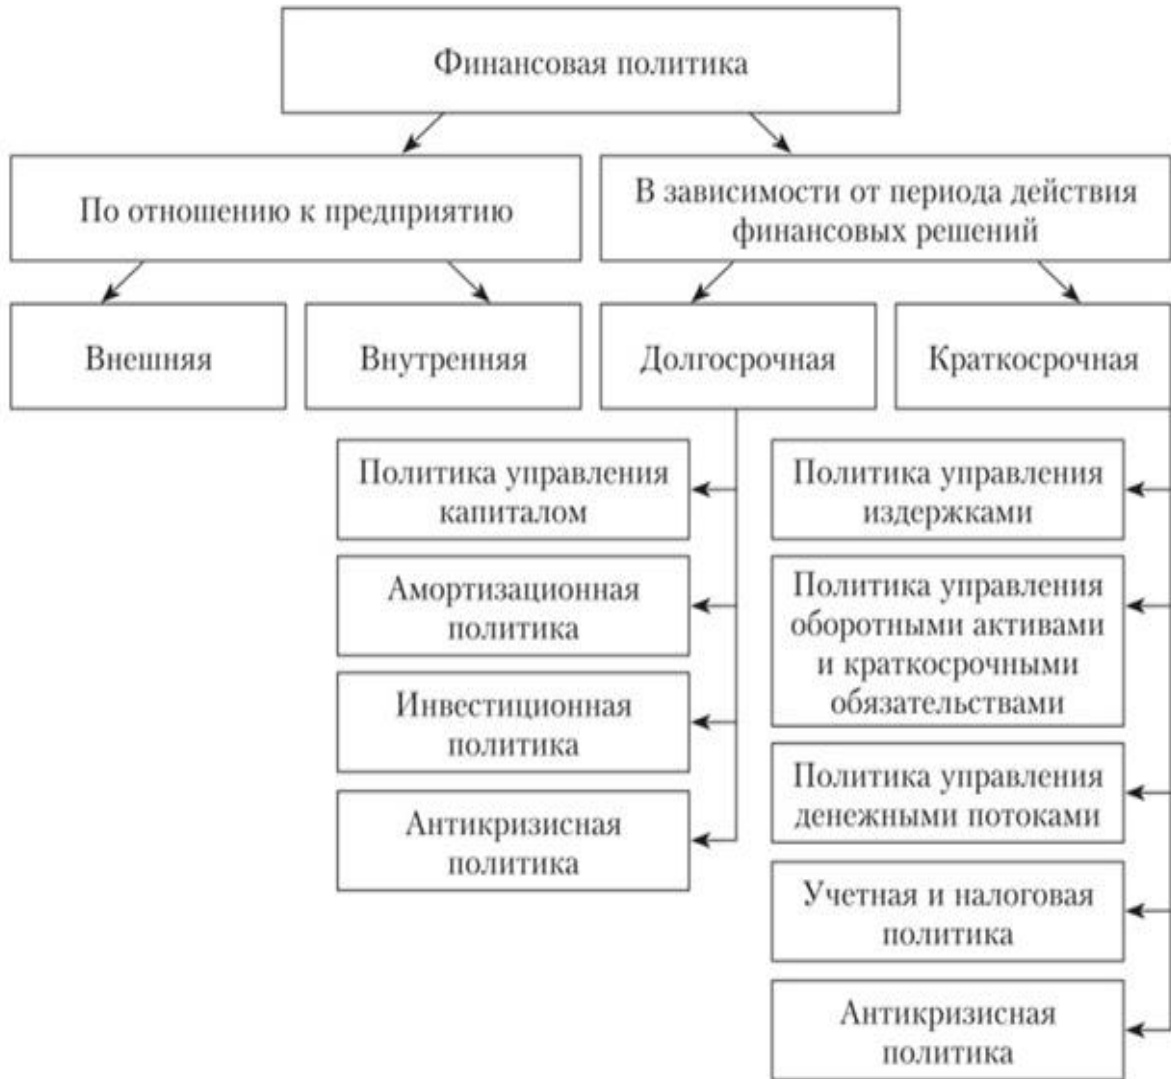 Финансовая политика
По отношению к предприятию
В зависимости от периода действия
финансовых решений
Внешняя
Внутренняя
Долгосрочная
Краткосрочная
Политика управления
капиталом
Амортизационная
политика
Инвестиционная
политика
Антикризисная
политика
Политика управления
издержками
Политика управления
оборотными активами
и краткосрочными
обязательствами
Политика управления
денежными потоками
Учетная и налоговая
политика
Антикризисная
политика